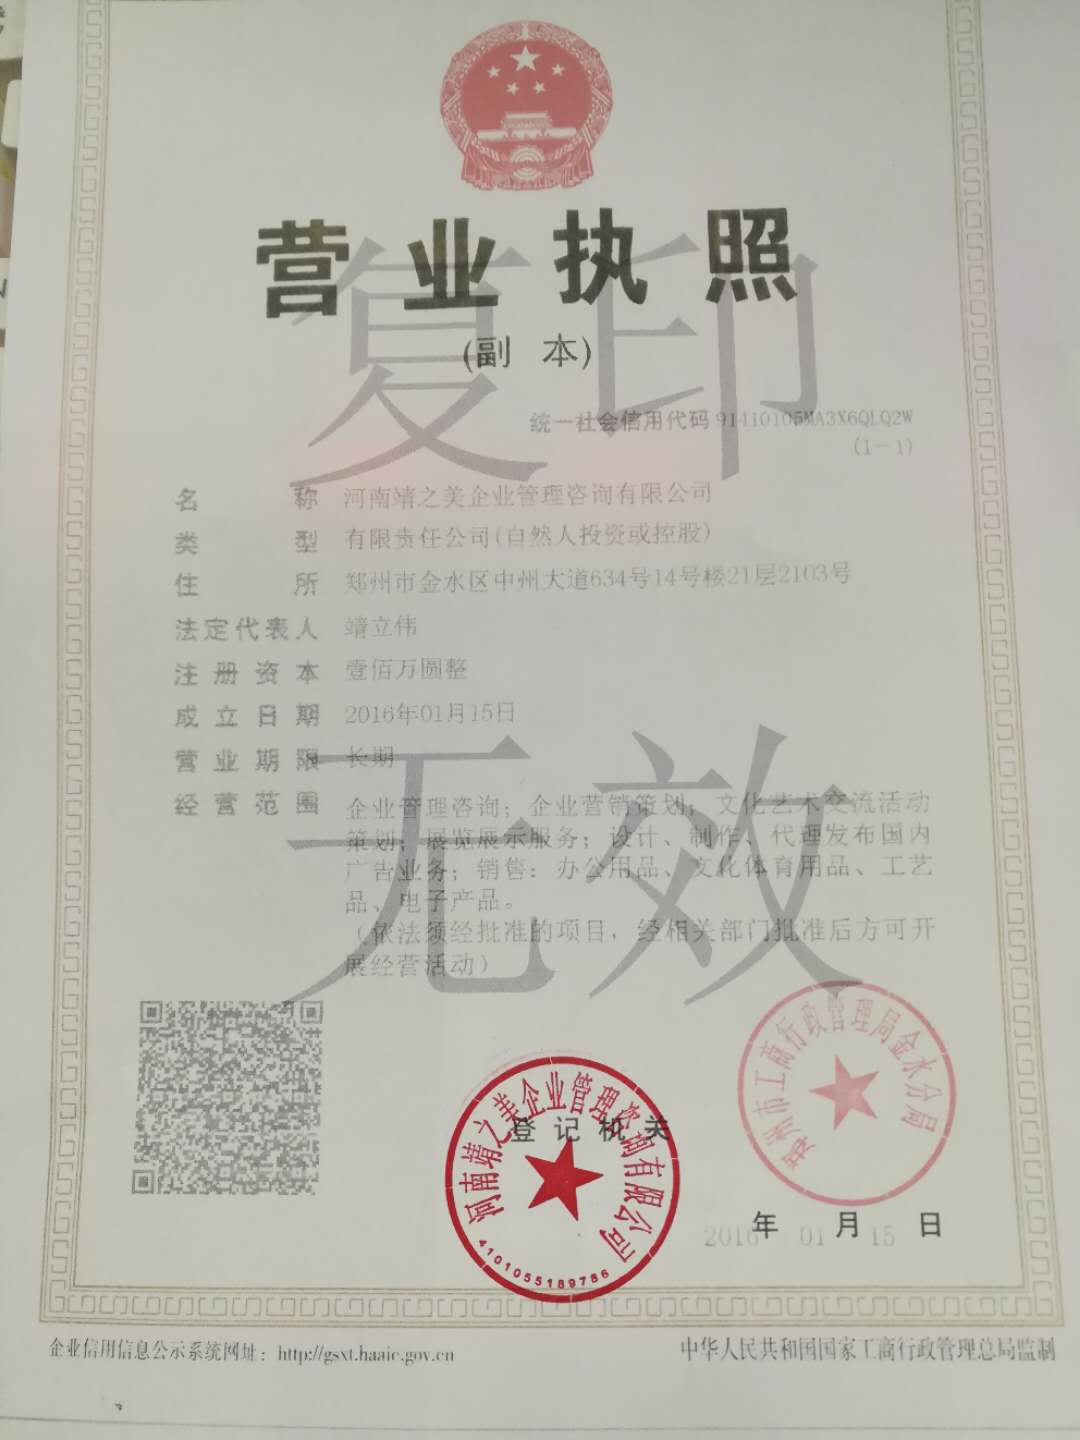 营业执照
(副 本)
复印
统一社会信用代码 91410105MA3X6QLQ2W
(1-1)
名称 河南靖之美企业管理咨询有限公司
类型 有限责任公司(自然人投资或控股)
住所 郑州市金水区中州大道634号14号楼21层2103号
法定代表人 靖立伟
注册资本 壹佰万圆整
成立日期 2016年01月15日
营业期限 长期
无效
经营范围 企业管理咨询；企业营销策划；文化艺术交流活动
策划；展览展示服务；设计、制作、代理发布国内
广告业务；销售：办公用品、文化体育用品、工艺
品、电子产品。
（依法须经批准的项目，经相关部门批准后方可开
展经营活动）
郑州市工商行政管理局金水分局
河南靖之美企业管理咨询有限公司
登记机关
4101055189786
2016年01月15日
企业信用信息公示系统网址：http://gsxt.haaic.gov.cn
中华人民共和国国家工商行政管理总局监制